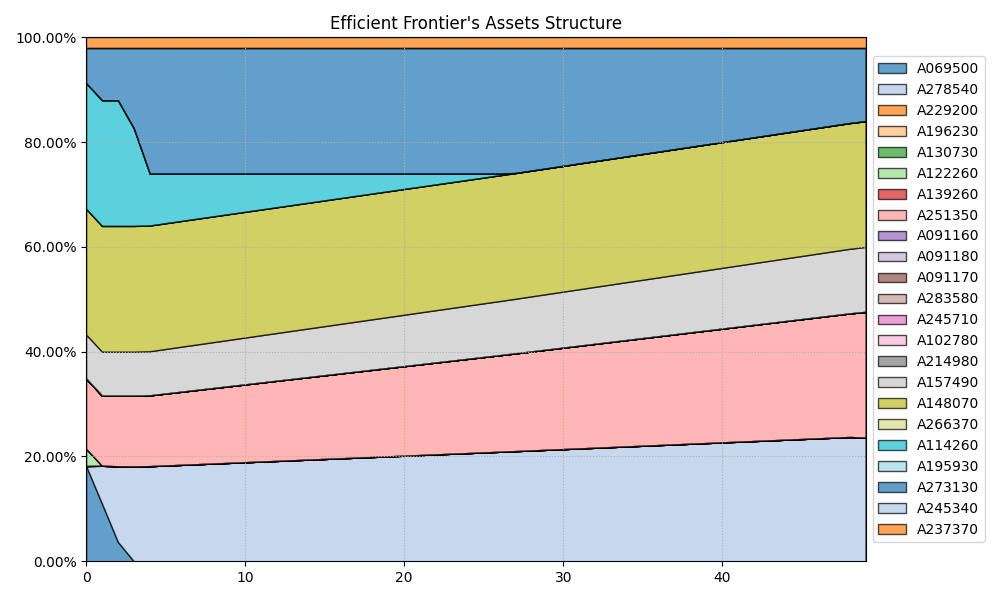 Efficient Frontier's Assets Structure
100.00%
80.00%
60.00%
40.00%
20.00%
0.00%
0
10
20
30
40
A069500
A278540
A229200
A196230
A130730
A122260
A139260
A251350
A091160
A091180
A091170
A283580
A245710
A102780
A214980
A157490
A148070
A266370
A114260
A195930
A273130
A245340
A237370